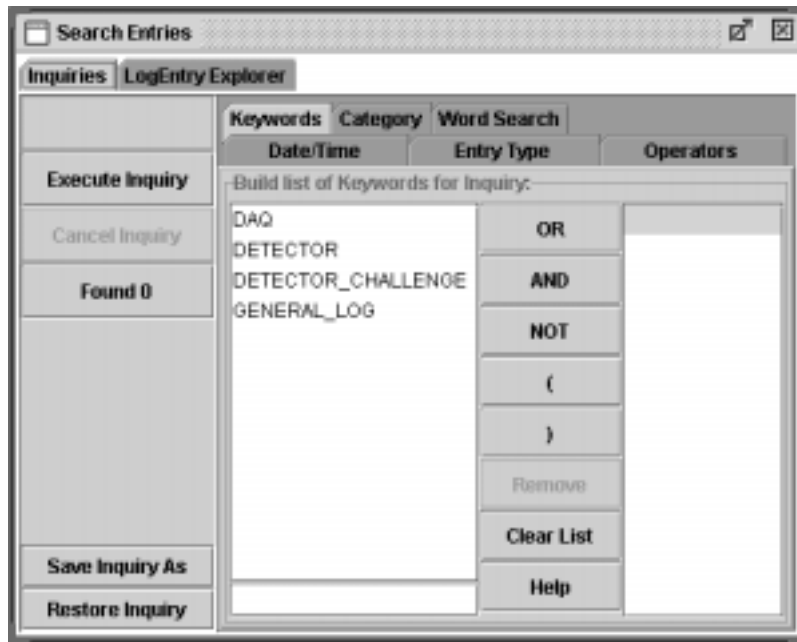 Search Entries
Inquiries LogEntry Explorer
Keywords Category Word Search
Date/Time Entry Type Operators
Execute Inquiry
Cancel Inquiry
Found 0
Save Inquiry As
Restore Inquiry
Build list of Keywords for Inquiry:
DAQ
DETECTOR
DETECTOR_CHALLENGE
GENERAL_LOG
OR
AND
NOT
(
)
Remove
Clear List
Help